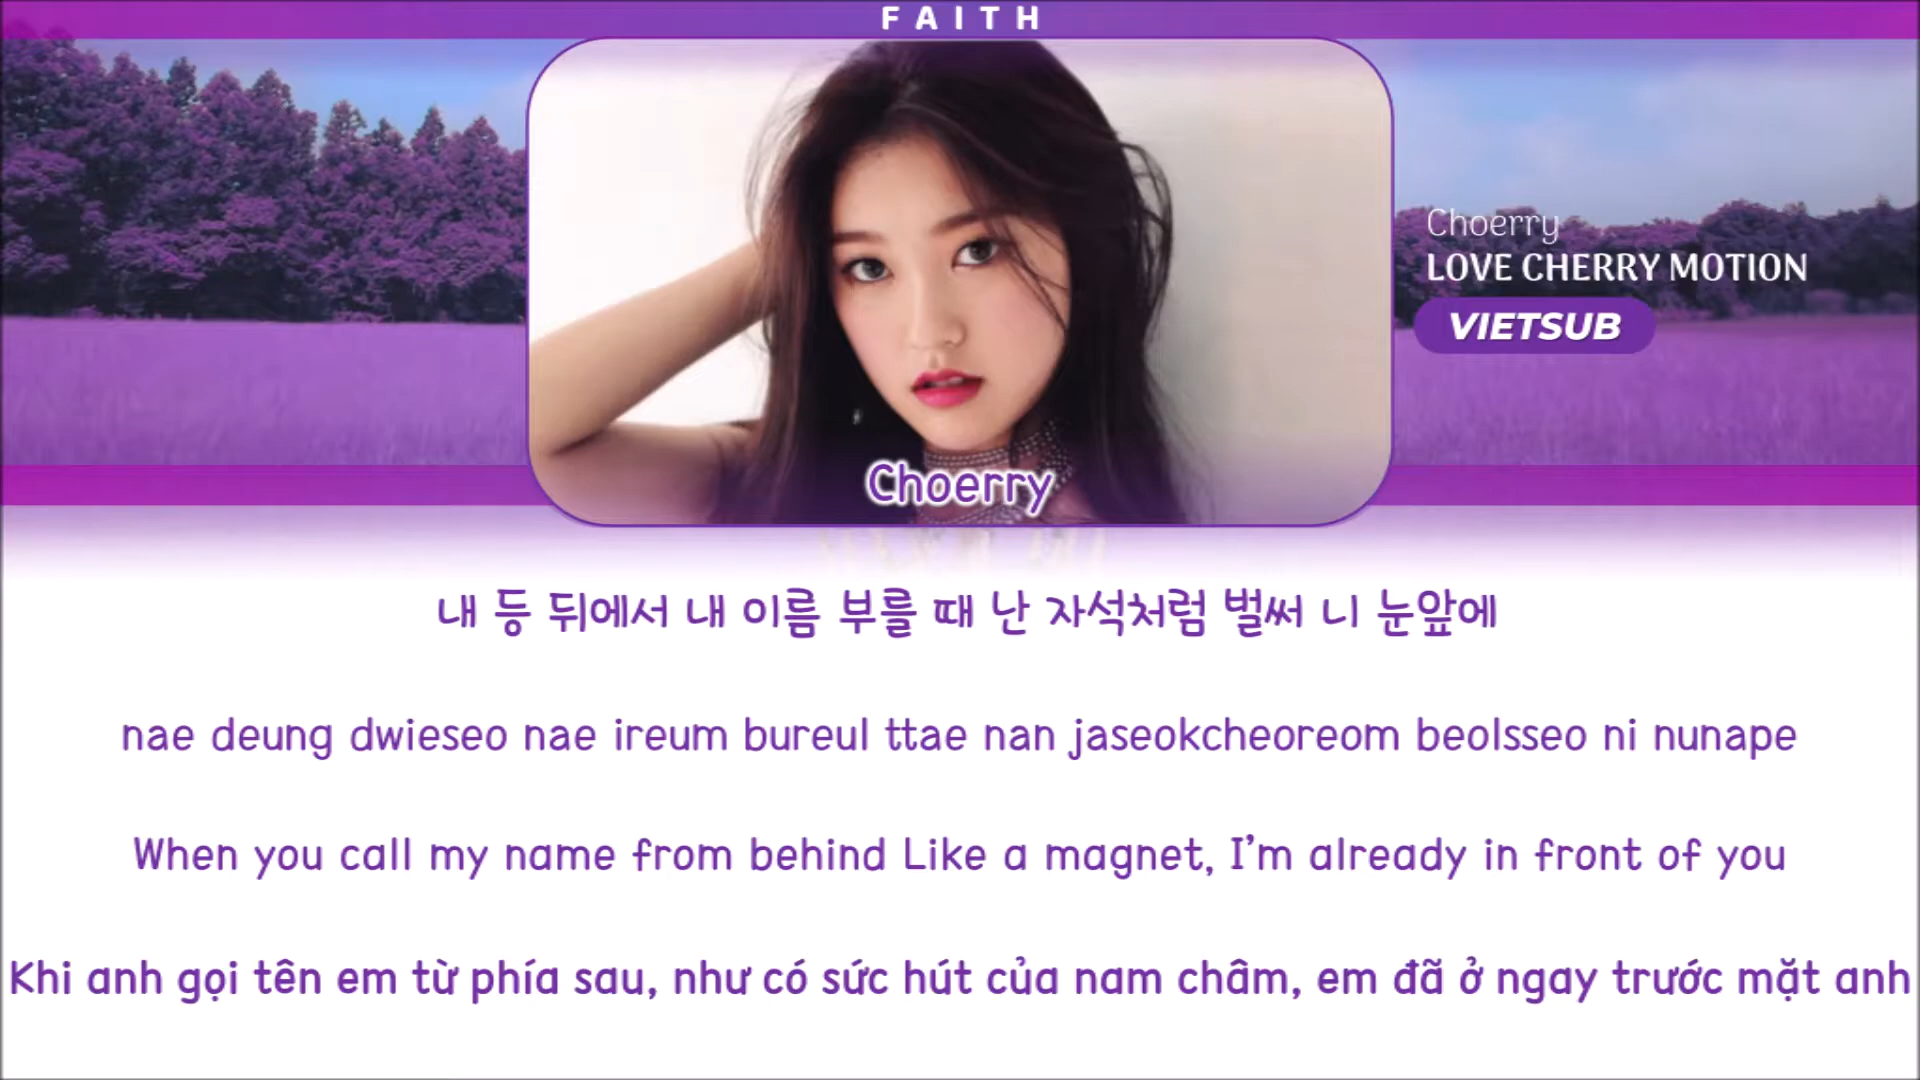 FAITH
Choerry
LOVE CHERRY MOTION
VIETSUB
Choerry
내 등 뒤에서 내 이름 부를 때 난 자석처럼 벌써 니 눈앞에
nae deung dwieseo nae ireum bureul ttae nan jaseokcheoreom beolsseo ni nunape
When you call my name from behind Like a magnet, I'm already in front of you
Khi anh gọi tên em từ phía sau, như có sức hút của nam châm, em đã ở ngay trước mặt anh